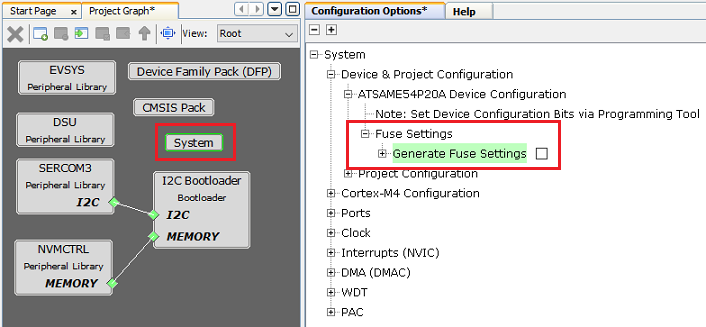 Start Page
Project Graph*
View:
Root
EVSYS
Peripheral Library
Device Family Pack (DFP)
CMSIS Pack
DSU
Peripheral Library
System
SERCOM3
Peripheral Library
I2C
I2C Bootloader
Bootloader
I2C
MEMORY
NVMCTRL
Peripheral Library
MEMORY
Configuration Options*
Help
System
Device & Project Configuration
ATSAME54P20A Device Configuration
Note: Set Device Configuration Bits via Programming Tool
Fuse Settings
Generate Fuse Settings
Project Configuration
Cortex-M4 Configuration
Ports
Clock
Interrupts (NVIC)
DMA (DMAC)
WDT
PAC